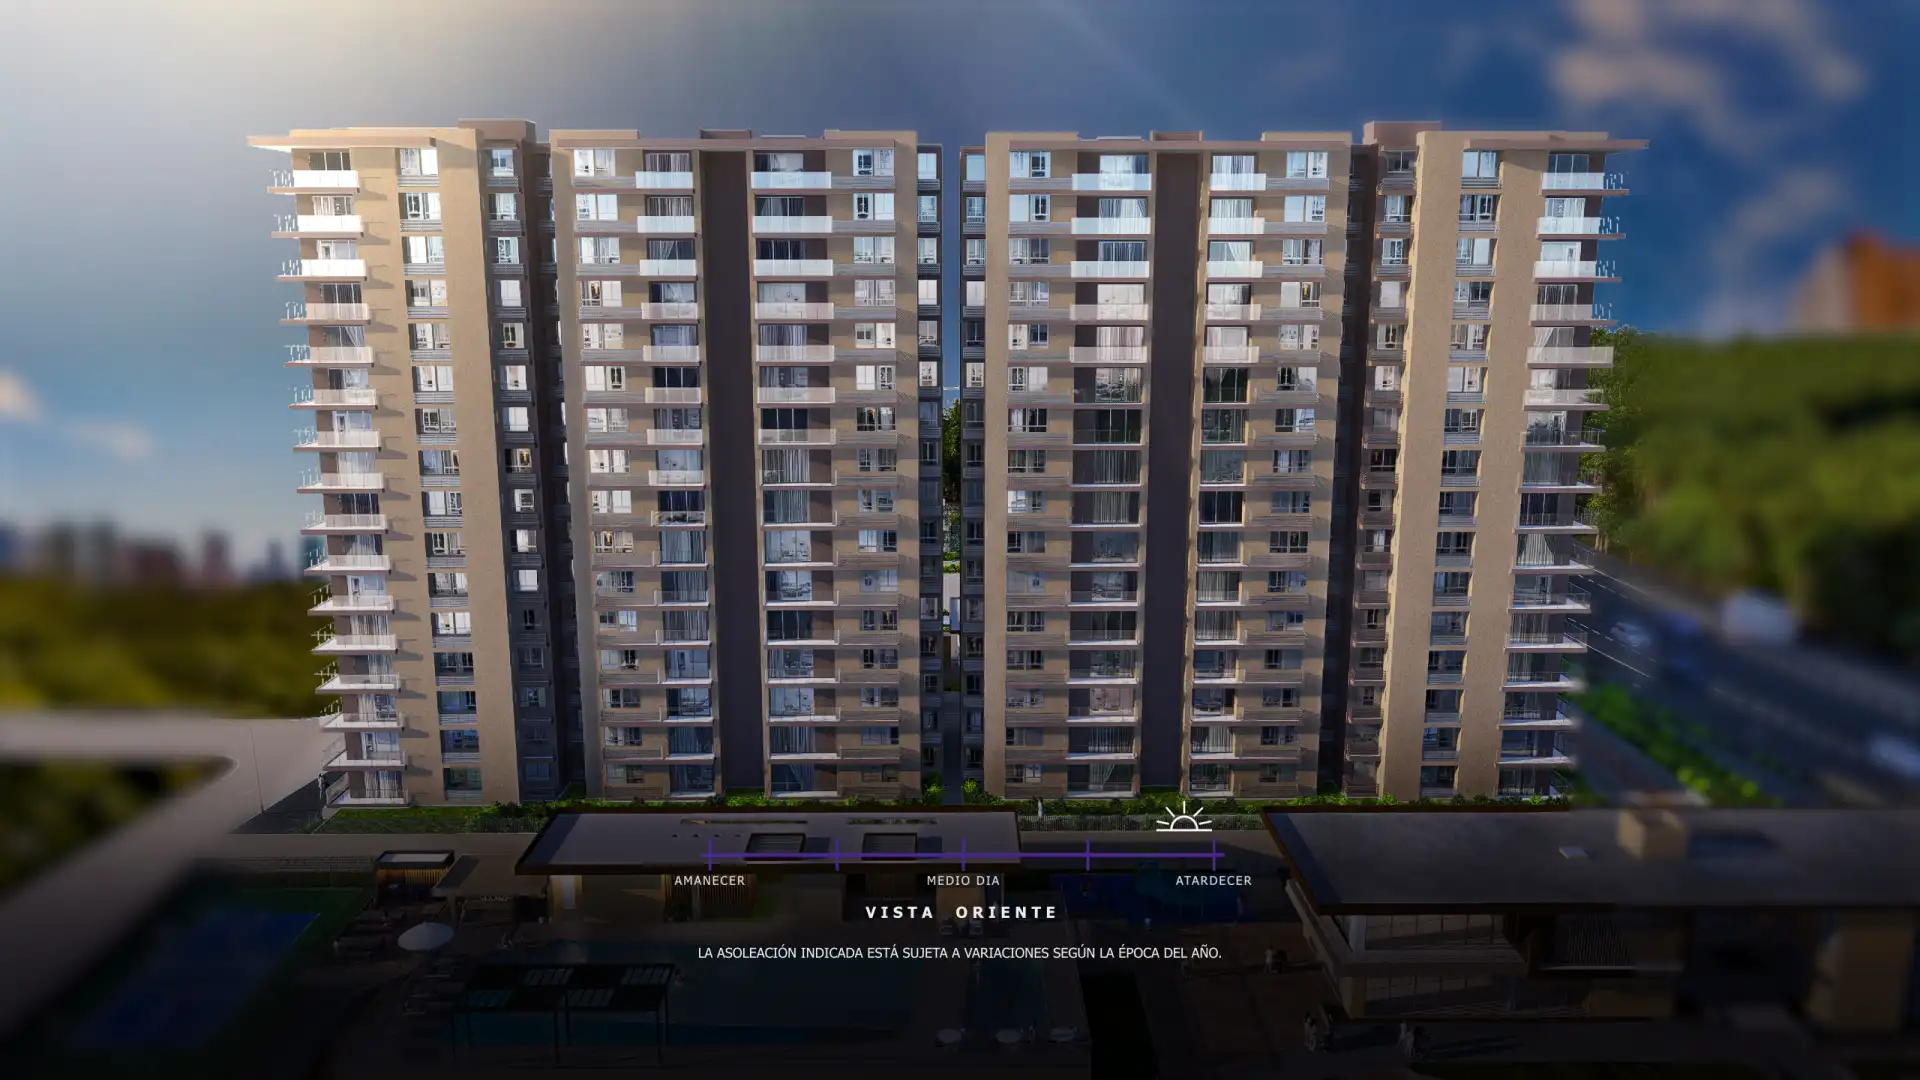 AMANECER MEDIO DIA ATARDECER
VISTA ORIENTE
LA ASOLEACIÓN INDICADA ESTÁ SUJETA A VARIACIONES SEGÚN LA ÉPOCA DEL AÑO.